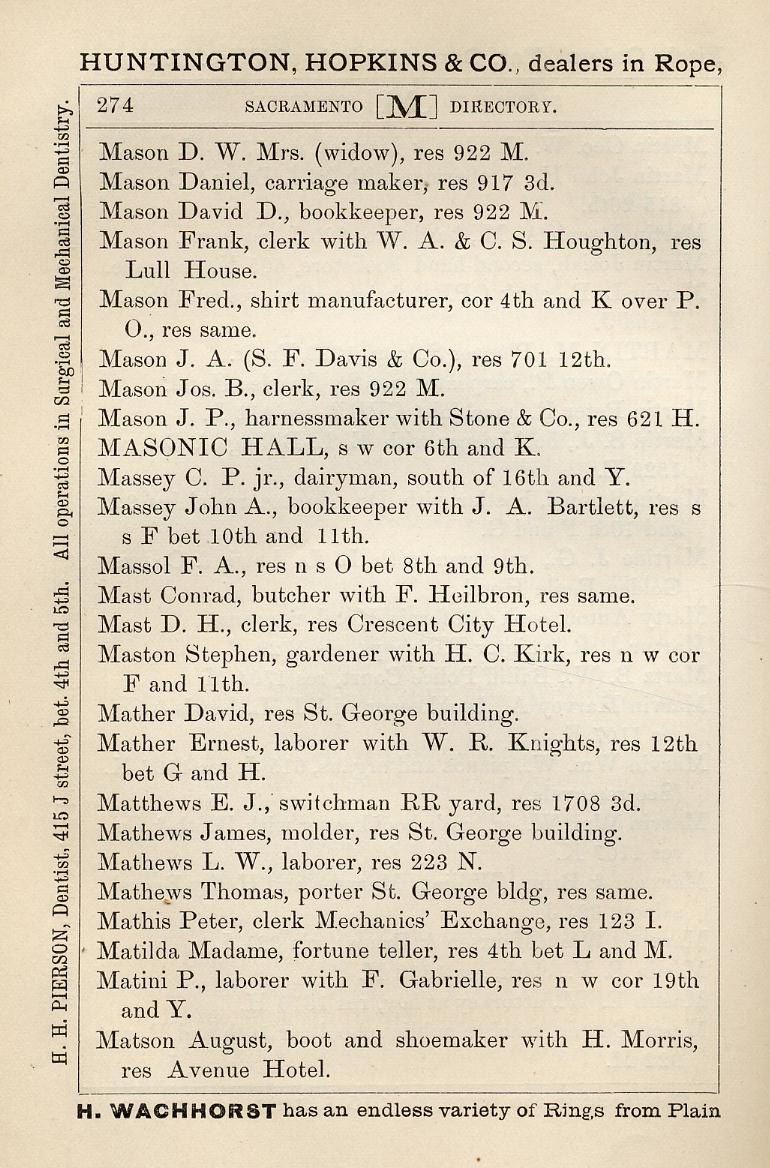 HUNTINGTON, HOPKINS & CO., dealers in Rope,
274 SACRAMENTO [M] DIRECTORY.
Mason D. W. Mrs. (widow), res 922 M.
Mason Daniel, carriage maker, res 917 3d.
Mason David D., bookkeeper, res 922 M.
Mason Frank, clerk with W. A. & C. S. Houghton, res
Lull House.
Mason Fred., shirt manufacturer, cor 4th and K over P.
O., res same.
Mason J. A. (S. F. Davis & Co.), res 701 12th.
Mason Jos. B., clerk, res 922 M.
Mason J. P., harnessmaker with Stone & Co., res 621 H.
MASONIC HALL, s w cor 6th and K.
Massey C. P. jr., dairyman, south of 16th and Y.
Massey John A., bookkeeper with J. A. Bartlett, res s
s F bet 10th and 11th.
Massol F. A., res n s O bet 8th and 9th.
Mast Conrad, butcher with F. Heilbron, res same.
Mast D. H., clerk, res Crescent City Hotel.
Maston Stephen, gardener with H. C. Kirk, res n w cor
F and 11th.
Mather David, res St. George building.
Mather Ernest, laborer with W. R. Knights, res 12th
bet G and H.
Matthews E. J., switchman RR yard, res 1708 3d.
Mathews James, molder, res St. George building.
Mathews L. W., laborer, res 223 N.
Mathews Thomas, porter St. George bldg, res same.
Mathis Peter, clerk Mechanics' Exchange, res 123 I.
Matilda Madame, fortune teller, res 4th bet L and M.
Matini P., laborer with F. Gabrielle, res n w cor 19th
and Y.
Matson August, boot and shoemaker with H. Morris,
res Avenue Hotel.
H. WACHHORST has an endless variety of Rings from Plain
H. H. PIERSON, Dentist, 415 J street, bet. 4th and 5th. All operations in Surgical and Mechanical Dentistry.